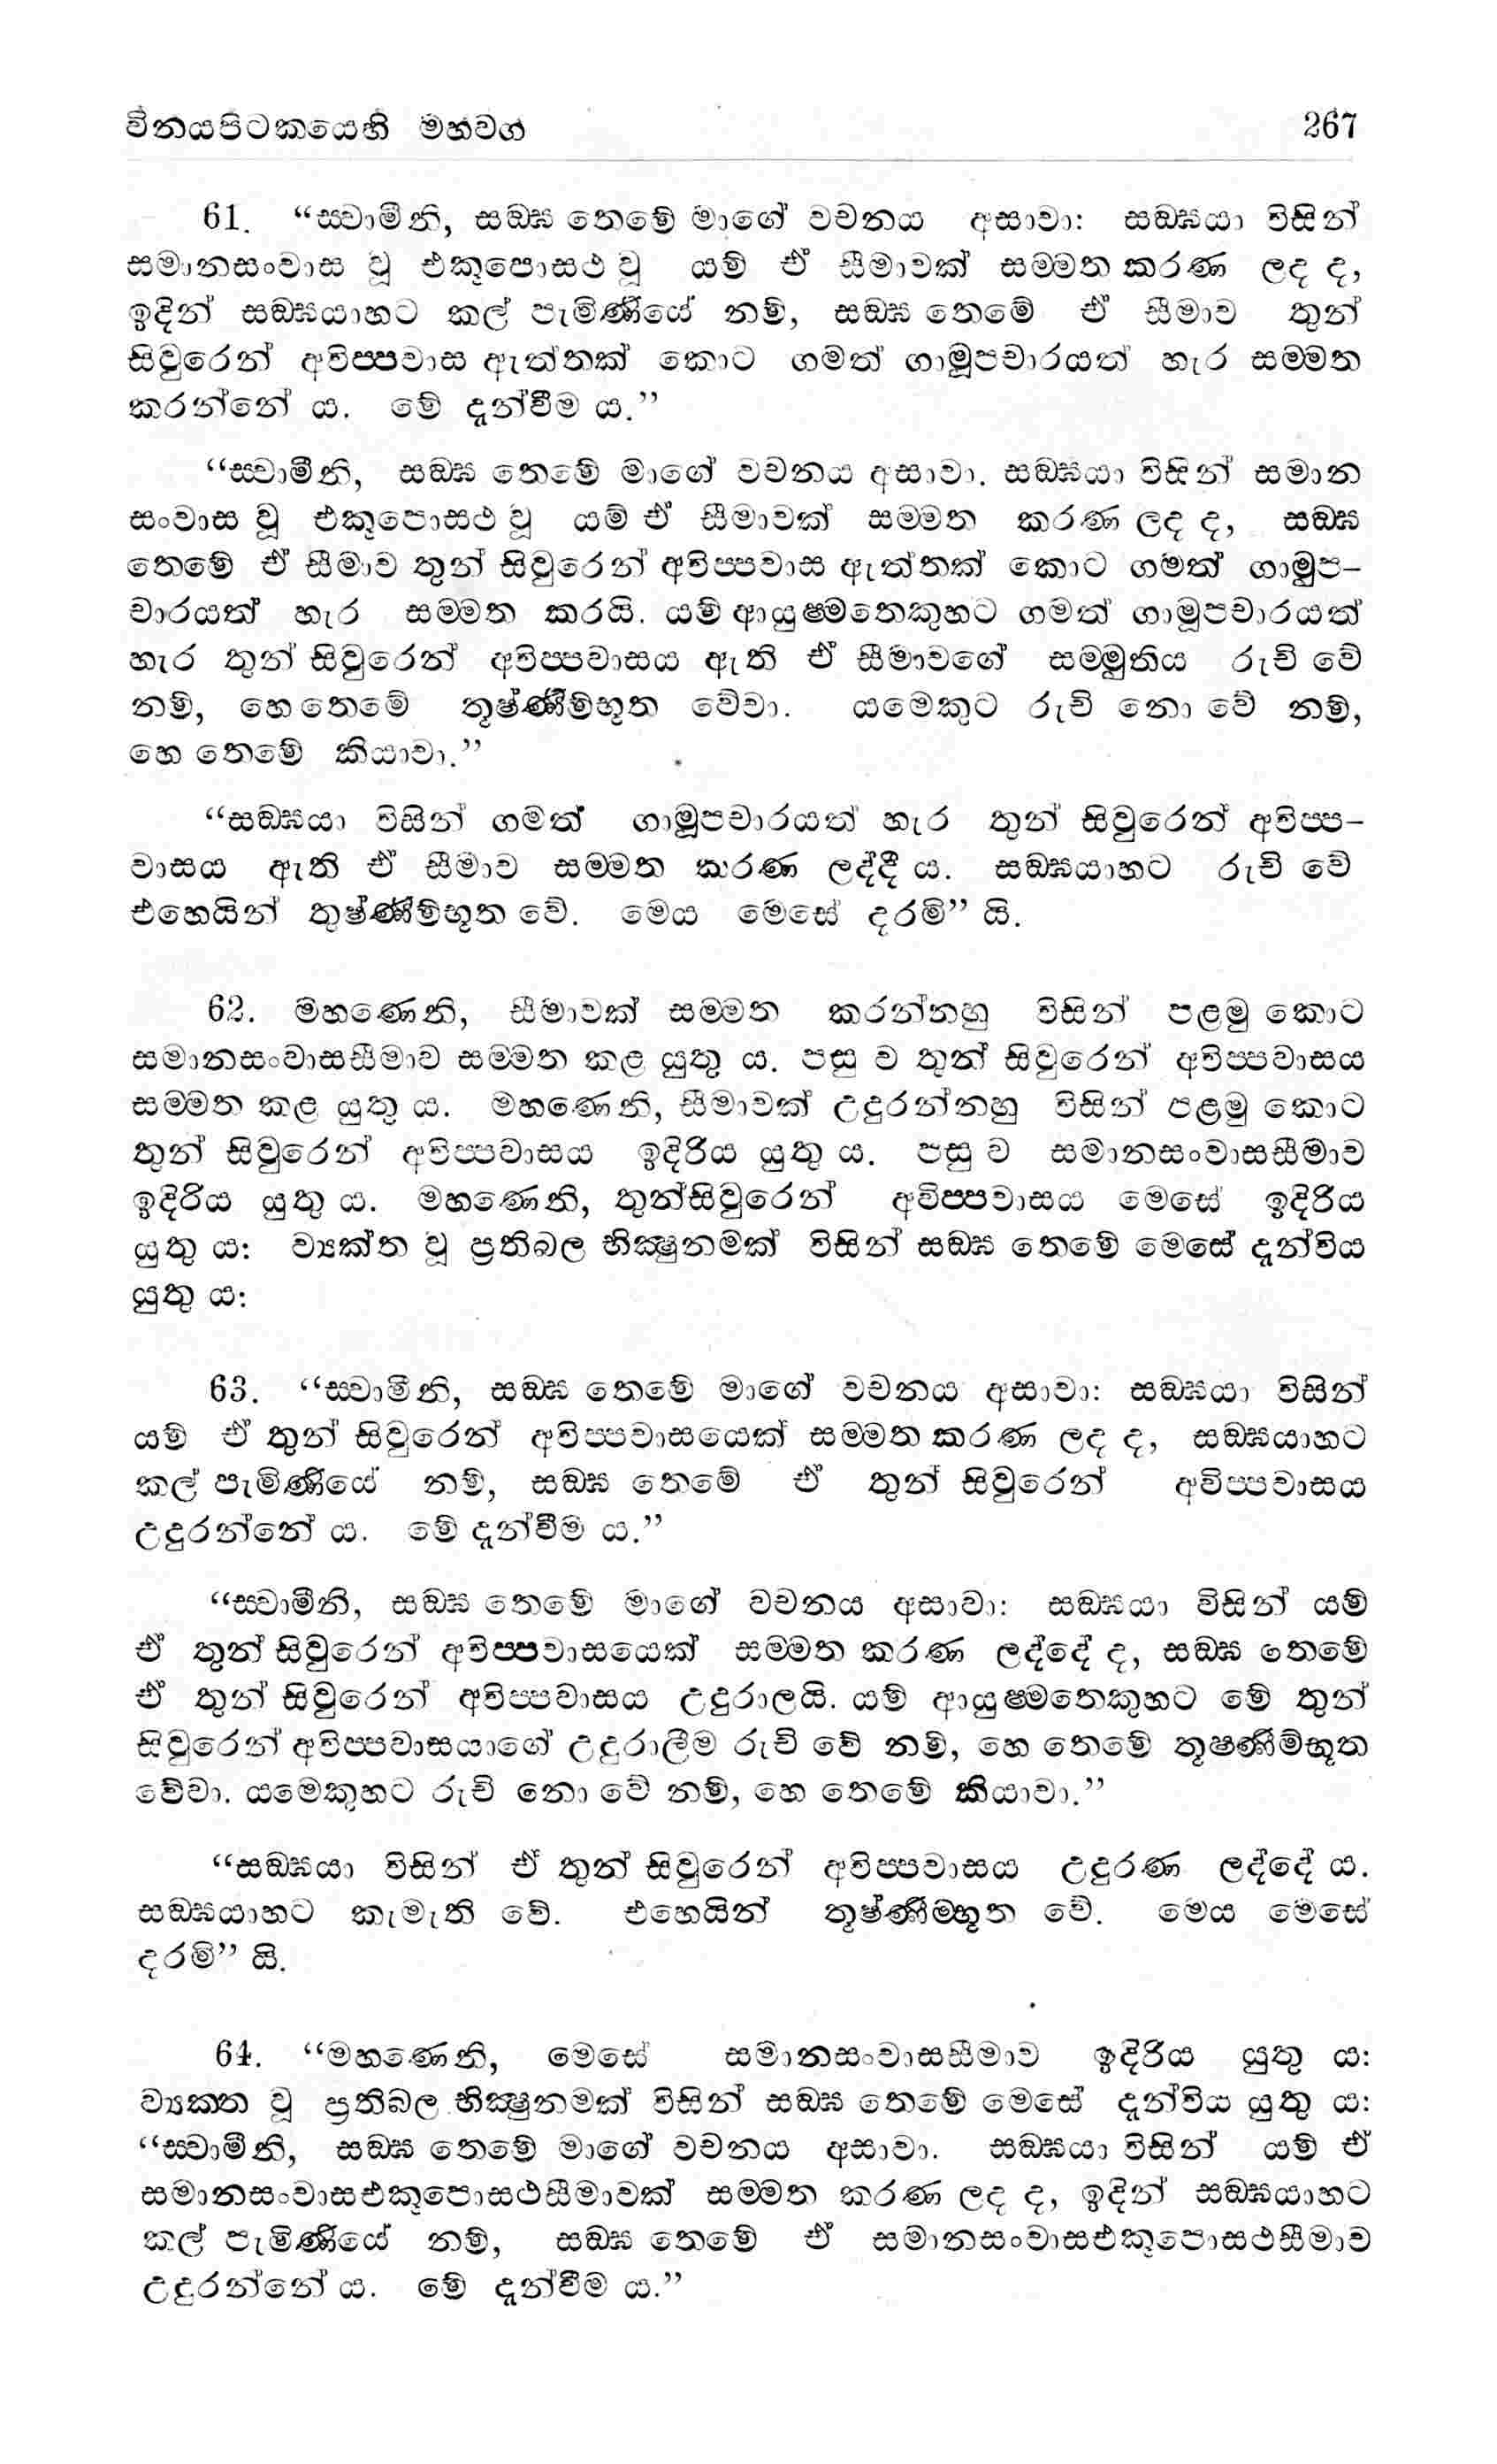 විනයපිටකයෙහි මහවග 267
61. “ස්වාමීනි, සඞ්ඝ තෙමේ මාගේ වචනය අසාවා: සඞ්ඝයා විසින්
සමානසංවාස වූ එකූපොසථ වූ යම් ඒ සීමාවක් සම්මත කරණ ලද ද,
ඉදින් සඞ්ඝයාහට කල් පැමිණියේ නම්, සඞ්ඝ තෙමේ ඒ සීමාව තුන්
සිවුරෙන් අවිප්පවාස ඇත්තක් කොට ගමත් ගාමූපචාරයත් හැර සම්මත
කරන්නේ ය. මේ දැන්වීම ය.”
“ස්වාමීනි, සඞ්ඝ තෙමේ මාගේ වචනය අසාවා. සඞ්ඝයා විසින් සමාන
සංවාස වූ එකූපොසථ වූ යම් ඒ සීමාවක් සම්මත කරණ ලද ද, සඞ්ඝ
තෙමේ ඒ සීමාව තුන් සිවුරෙන් අවිප්පවාස ඇත්තක් කොට ගමත් ගාමුප-
චාරයත් හැර සම්මත කරයි. යම් ආයුෂ්මතෙකුහට ගමත් ගාමූපචාරයත්
හැර තුන් සිවුරෙන් අවිප්පවාසය ඇති ඒ සීමාවගේ සම්මුතිය රුචි වේ
නම්, හෙ තෙමේ තූෂ්ණීම්භූත වේවා. යමෙකුට රුචි නො වේ නම්,
හෙ තෙමේ කියාවා.”
“සඞ්ඝයා විසින් ගමත් ගාමූපචාරයත් හැර තුන් සිවුරෙන් අවිප්ප-
වාසය ඇති ඒ සීමාව සම්මත කරණ ලද්දී ය. සඞ්ඝයාහට රුචි වේ
එහෙයින් තුෂ්ණීම්භූත වේ. මෙය මෙසේ දරමි” යි.
62. මහණෙනි, සීමාවක් සම්මත කරන්නහු විසින් පළමු කොට
සමානසංවාසසීමාව සම්මත කළ යුතු ය. පසු ව තුන් සිවුරෙන් අවිප්පවාසය
සම්මත කළ යුතු ය. මහණෙනි, සීමාවක් උදුරන්නහු විසින් පළමු කොට
තුන් සිවුරෙන් අවිප්පවාසය ඉදිරිය යුතු ය. පසු ව සමානසංවාසසීමාව
ඉදිරිය යුතු ය. මහණෙනි, තුන්සිවුරෙන් අවිප්පවාසය මෙසේ ඉදිරිය
යුතු ය: ව්‍යක්ත වූ ප්‍රතිබල භික්‍ෂුනමක් විසින් සඞ්ඝ තෙමේ මෙසේ දැන්විය
යුතු ය:
63. “ස්වාමීනි, සඞ්ඝ තෙමේ මාගේ වචනය අසාවා: සඞ්ඝයා විසින්
යම් ඒ තුන් සිවුරෙන් අවිප්පවාසයෙක් සම්මත කරණ ලද ද, සඞ්ඝයාහට
කල් පැමිණියේ නම්, සඞ්ඝ තෙමේ ඒ තුන් සිවුරෙන් අවිප්පවාසය
උදුරන්නේ ය. මේ දැන්වීම ය.”
“ස්වාමීනි, සඞ්ඝ තෙමේ මාගේ වචනය අසාවා: සඞ්ඝයා විසින් යම්
ඒ තුන් සිවුරෙන් අවිප්පවාසයෙක් සම්මත කරණ ලද්දේ ද, සඞ්ඝ තෙමේ
ඒ තුන් සිවුරෙන් අවිප්පවාසය උදුරාලයි. යම් ආයුෂ්මතෙකුහට මේ තුන්
සිවුරෙන් අවිප්පවාසයාගේ උදුරාලීම රුචි වේ නම්, හෙ තෙමේ තූෂ්ණීම්භූත
වේවා. යමෙකුහට රුචි නො වේ නම්, හෙ තෙමේ කියාවා.”
“සඞ්ඝයා විසින් ඒ තුන් සිවුරෙන් අවිප්පවාසය උදුරණ ලද්දේ ය.
සඞ්ඝයාහට කැමැති වේ. එහෙයින් තූෂ්ණීම්භූත වේ. මෙය මෙසේ
දරමි” යි.
64. “මහණෙනි, මෙසේ සමානසංවාසසීමාව ඉදිරිය යුතු ය:
ව්‍යක්ත වූ ප්‍රතිබල භික්‍ෂුනමක් විසින් සඞ්ඝ තෙමේ මෙසේ දැන්විය යුතු ය:
“ස්වාමීනි, සඞ්ඝ තෙමේ මාගේ වචනය අසාවා. සඞ්ඝයා විසින් යම් ඒ
සමානසංවාසඑකූපොසථසීමාවක් සම්මත කරණ ලද ද, ඉදින් සඞ්ඝයාහට
කල් පැමිණියේ නම්, සඞ්ඝ තෙමේ ඒ සමානසංවාසඑකූපොසථසීමාව
උදුරන්නේ ය. මේ දැන්වීම ය.”